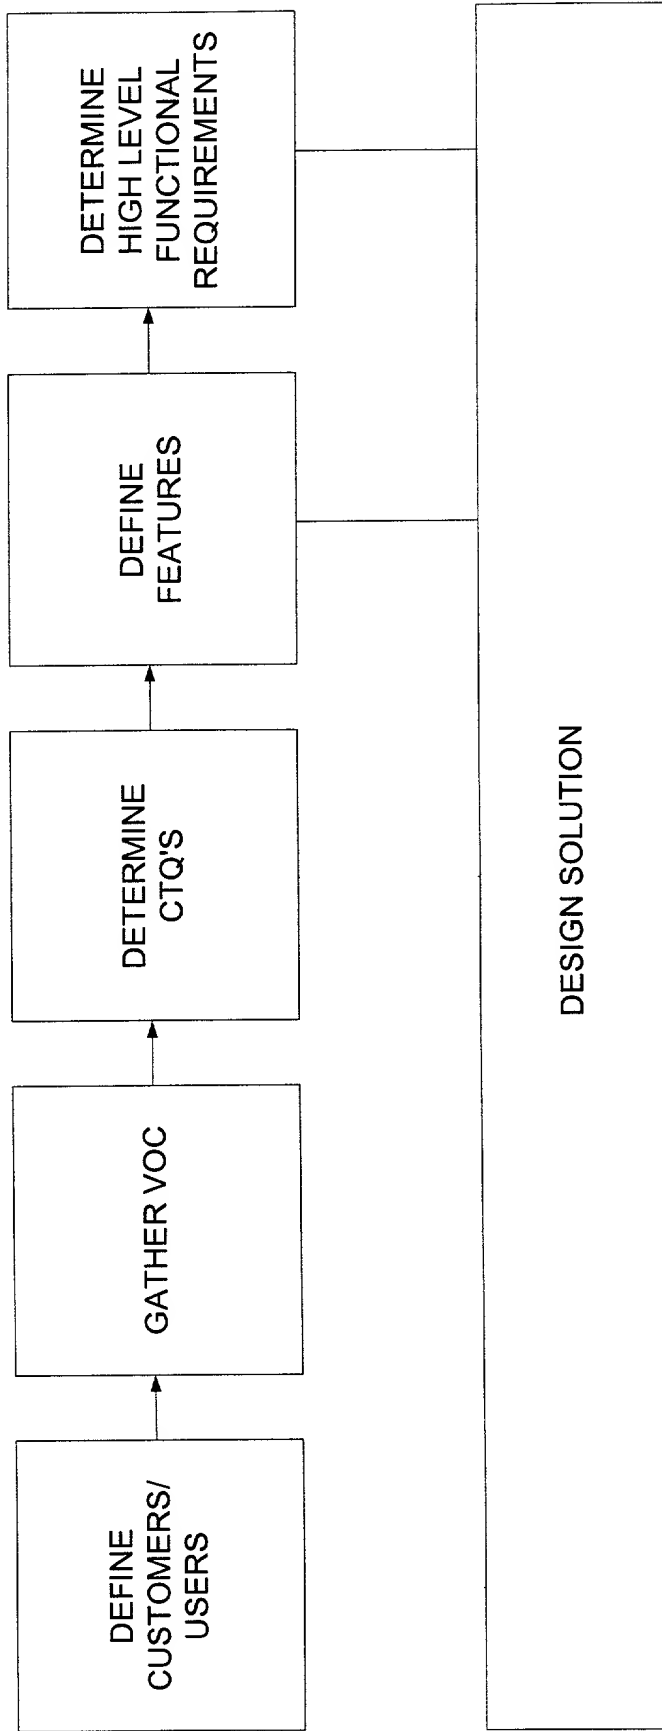 DEFINE
CUSTOMERS/
USERS
GATHER VOC
DETERMINE
CTQ'S
DEFINE
FEATURES
DETERMINE
HIGH LEVEL
FUNCTIONAL
REQUIREMENTS
DESIGN SOLUTION